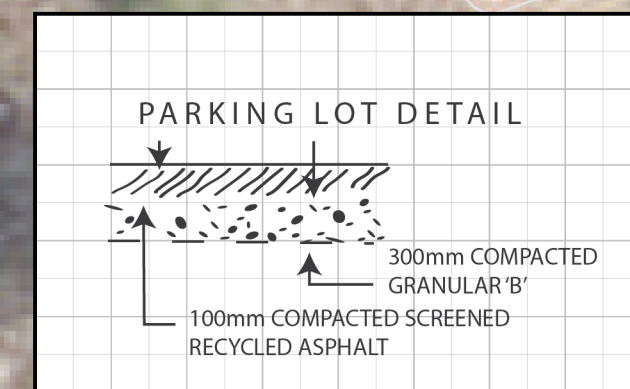 PARKING LOT DETAIL
300mm COMPACTED
GRANULAR 'B'
100mm COMPACTED SCREENED
RECYCLED ASPHALT